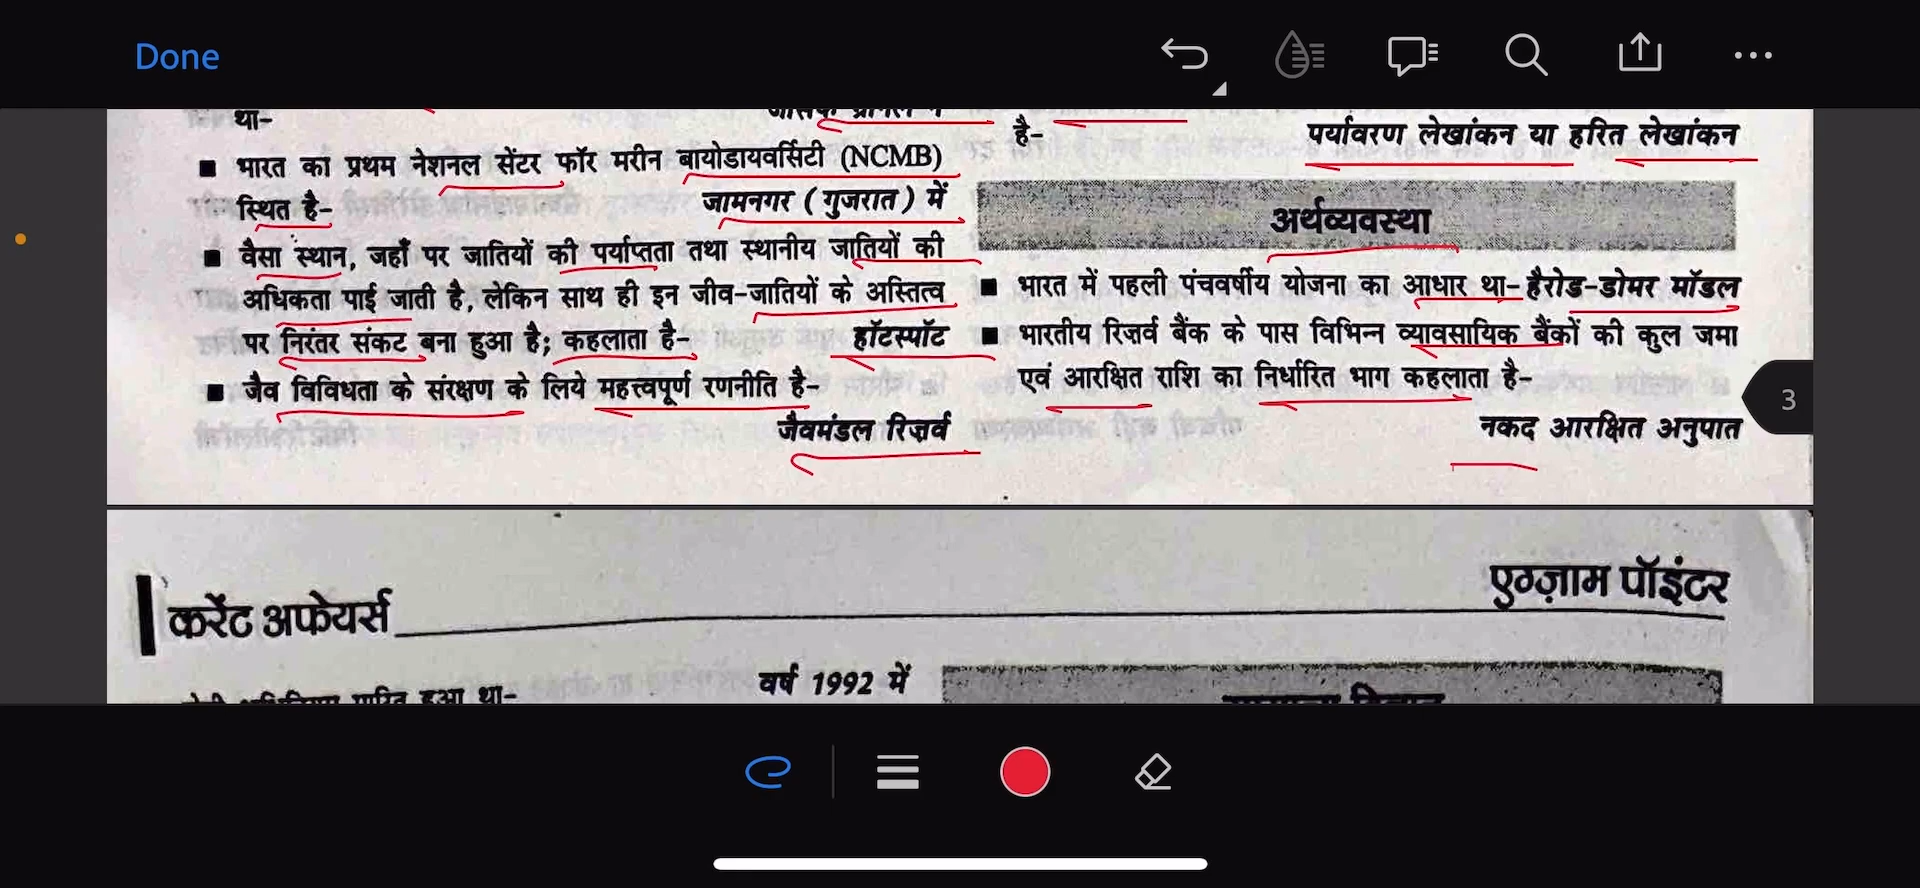 Done
था-
■ भारत का प्रथम नेशनल सेंटर फॉर मरीन बायोडायवर्सिटी (NCMB)
स्थित है- जामनगर (गुजरात) में
■ वैसा स्थान, जहाँ पर जातियों की पर्याप्तता तथा स्थानीय जातियों की
अधिकता पाई जाती है, लेकिन साथ ही इन जीव-जातियों के अस्तित्व
पर निरंतर संकट बना हुआ है; कहलाता है- हॉटस्पॉट
■ जैव विविधता के संरक्षण के लिये महत्त्वपूर्ण रणनीति है-
जैवमंडल रिज़र्व
है- पर्यावरण लेखांकन या हरित लेखांकन
अर्थव्यवस्था
■ भारत में पहली पंचवर्षीय योजना का आधार था- हैरोड-डोमर मॉडल
■ भारतीय रिज़र्व बैंक के पास विभिन्न व्यावसायिक बैंकों की कुल जमा
एवं आरक्षित राशि का निर्धारित भाग कहलाता है-
नकद आरक्षित अनुपात
3
करेंट अफेयर्स
एग्ज़ाम पॉइंटर
हुआ था- वर्ष 1992 में